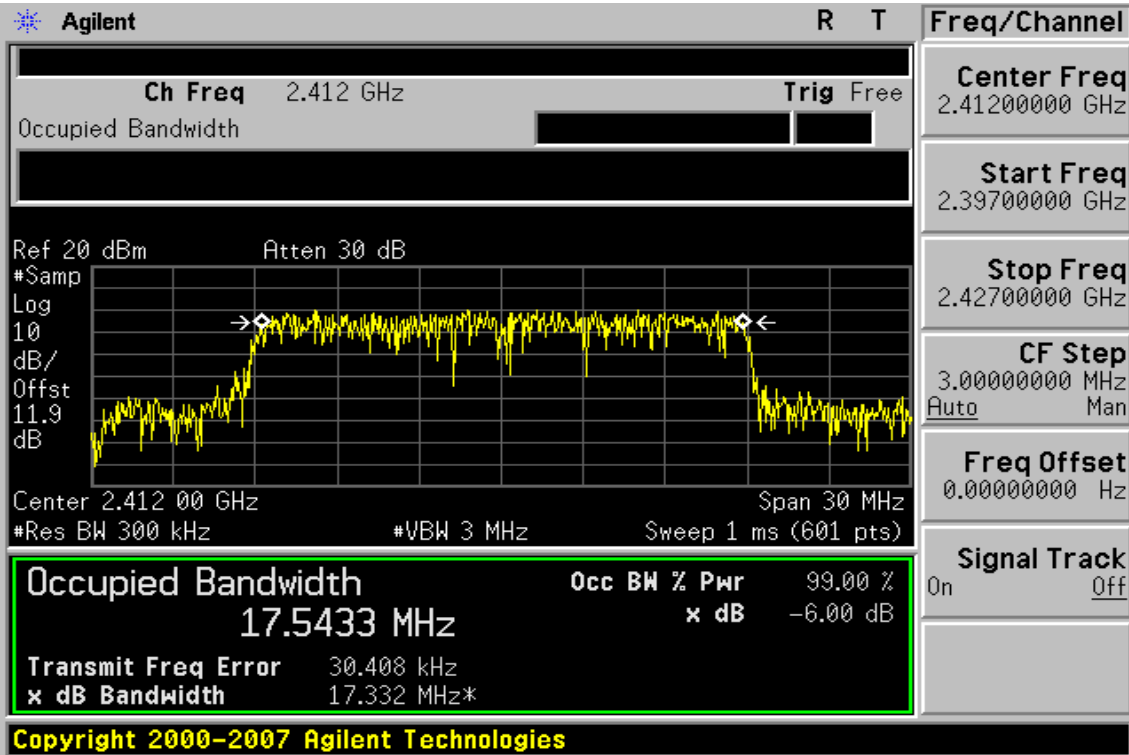 Agilent R T
Freq/Channel
Ch Freq 2.412 GHz Trig Free
Occupied Bandwidth
Center Freq
2.41200000 GHz
Start Freq
2.39700000 GHz
Stop Freq
2.42700000 GHz
CF Step
3.00000000 MHz
Auto Man
Freq Offset
0.00000000 Hz
Signal Track
On Off
Ref 20 dBm Atten 30 dB
#Samp
Log
10
dB/
Offst
11.9
dB
Center 2.412 00 GHz Span 30 MHz
#Res BW 300 kHz #VBW 3 MHz Sweep 1 ms (601 pts)
Occupied Bandwidth Occ BW % Pwr 99.00 %
17.5433 MHz x dB -6.00 dB
Transmit Freq Error 30.408 kHz
x dB Bandwidth 17.332 MHz*
Copyright 2000-2007 Agilent Technologies